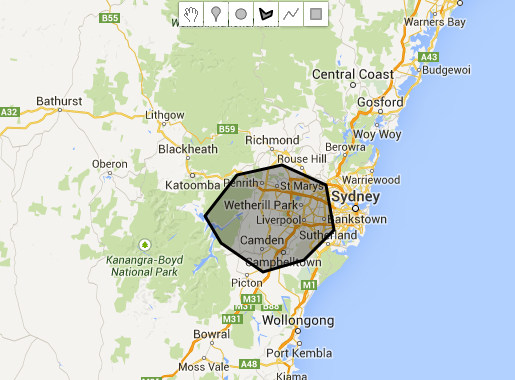 B55
Warners Bay
A43
Budgewoi
Central Coast
Bathurst
Gosford
A32
Lithgow
B59
Woy Woy
Richmond
Berowra
Blackheath
Rouse Hill
Oberon
Katoomba
Penrith
St Marys
Warriewood
Wetherill Park
Sydney
Liverpool
Bankstown
Sutherland
Camden
Kanangra-Boyd
National Park
Campbelltown
Picton
M1
M31
M31
B88
M31
Wollongong
Bowral
Port Kembla
Moss Vale
A48
Kiama